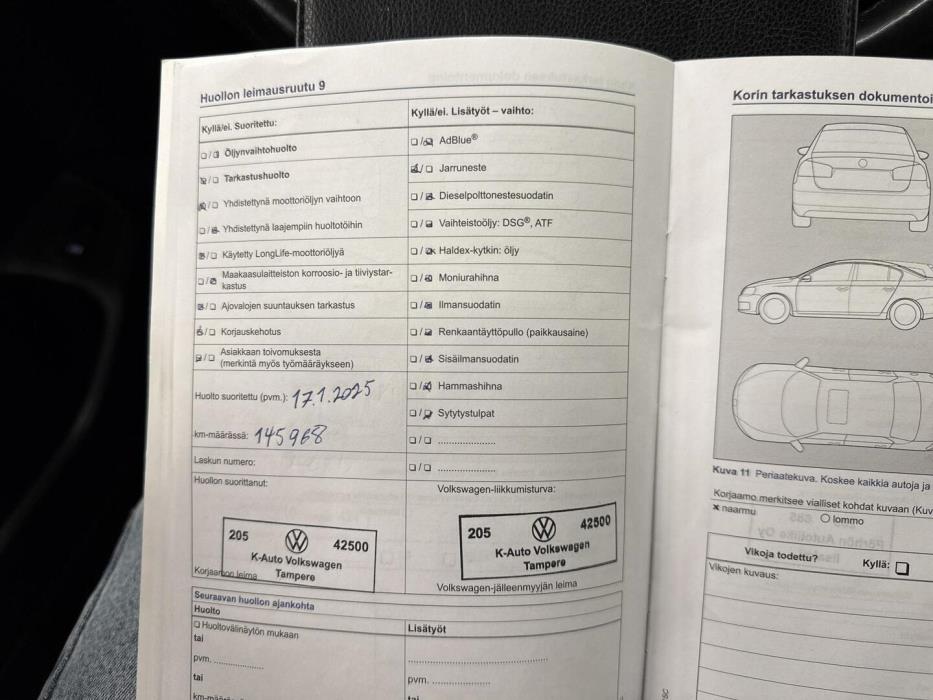 Huollon leimausruutu 9
Kyllä/ei. Suoritettu:
☐/☐ Öljynvaihtohuolto
☐/☐ Tarkastushuolto
☐/☐ Yhdistettynä moottoriöljyn vaihtoon
☐/☐ Yhdistettynä laajempiin huoltotöihin
☐/☐ Käytetty LongLife-moottoriöljyä
☐/☐ Maakaasulaitteiston korroosio- ja tiiviystar-
kastus
☐/☐ Ajovalojen suuntauksen tarkastus
☐/☐ Korjauskehotus
☐/☐ Asiakkaan toivomuksesta
(merkintä myös työmääräykseen)
Huolto suoritettu (pvm.): 17.1.2025
km-määrässä: 145968
Laskun numero:
Huollon suorittanut:
205 42500
K-Auto Volkswagen
Tampere
Korjaamon leima
Kyllä/ei. Lisätyöt – vaihto:
☐/☐ AdBlue®
☐/☐ Jarruneste
☐/☐ Dieselpolttonestesuodatin
☐/☐ Vaihteistoöljy: DSG®, ATF
☐/☐ Haldex-kytkin: öljy
☐/☐ Moniurahihna
☐/☐ Ilmansuodatin
☐/☐ Renkaantäyttöpullo (paikkausaine)
☐/☐ Sisäilmansuodatin
☐/☐ Hammashihna
☐/☐ Sytytystulpat
☐/☐ ......................
☐/☐ ......................
Volkswagen-liikkumisturva:
205 42500
K-Auto Volkswagen
Tampere
Volkswagen-jälleenmyyjän leima
Seuraavan huollon ajankohta
Huolto
☐ Huoltovälinäytön mukaan
tai
pvm. ..................
tai
km-määrä
Lisätyöt
..................................................
pvm. .....................
tai
Korin tarkastuksen dokumentoi
Kuva 11 Periaatekuva. Koskee kaikkia autoja ja
Korjaamo merkitsee vialliset kohdat kuvaan (Kuv
x naarmu O lommo
Vikoja todettu? Kyllä: ☐
Vikojen kuvaus: